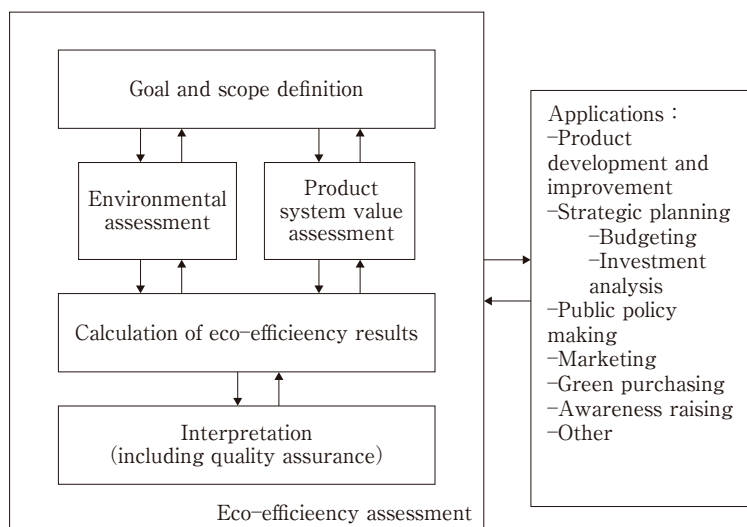 Goal and scope definition
Environmental
assessment
Product
system value
assessment
Calculation of eco-efficieency results
Interpretation
(including quality assurance)
Eco-efficieency assessment
Applications：
-Product
development and
improvement
-Strategic planning
-Budgeting
-Investment
analysis
-Public policy
making
-Marketing
-Green purchasing
-Awareness raising
-Other